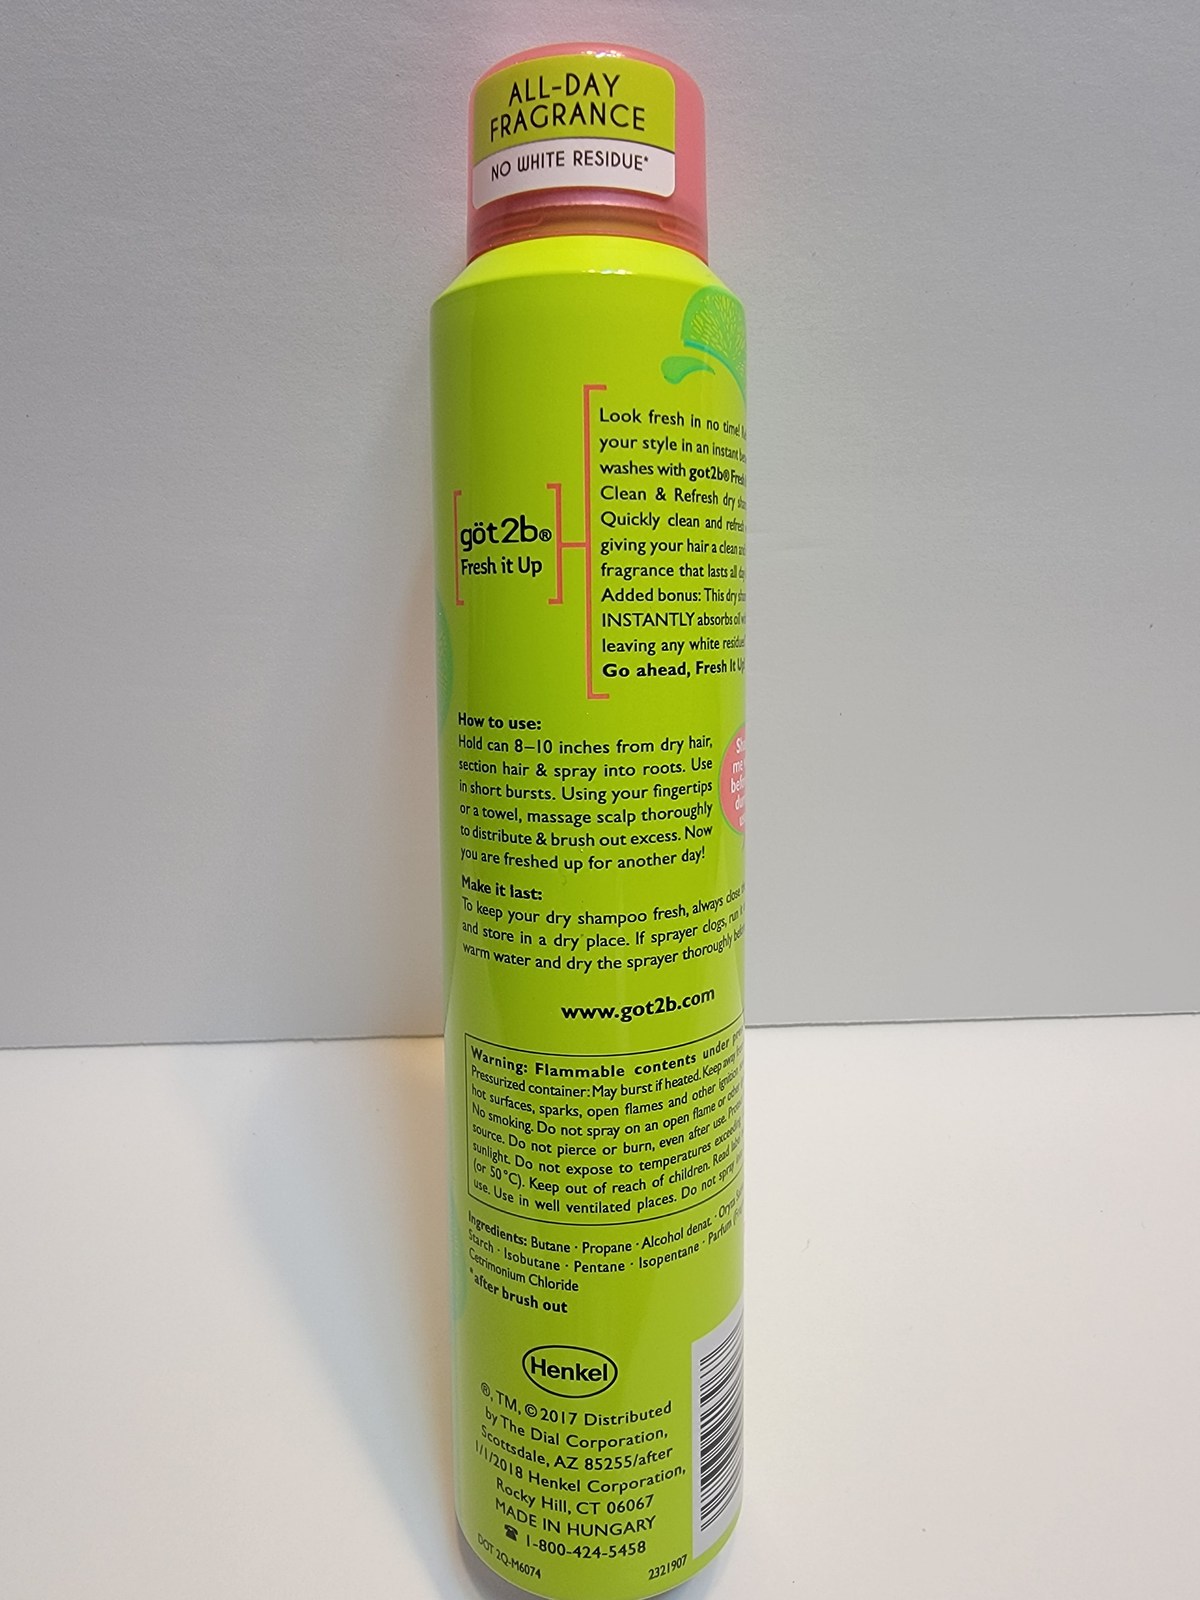 ALL-DAY
FRAGRANCE
NO WHITE RESIDUE*
göt2b®
Fresh it Up
Look fresh in no time!
your style in an instant
washes with got2b® Fresh
Clean & Refresh dry
Quickly clean and refresh
giving your hair a clean
fragrance that lasts all
Added bonus: This dry
INSTANTLY absorbs oil
leaving any white residue
Go ahead, Fresh It Up!
How to use:
Hold can 8–10 inches from dry hair,
section hair & spray into roots. Use
in short bursts. Using your fingertips
or a towel, massage scalp thoroughly
to distribute & brush out excess. Now
you are freshed up for another day!
me
Make it last:
To keep your dry shampoo fresh, always close
and store in a dry place. If sprayer clogs, run
warm water and dry the sprayer thoroughly
www.got2b.com
Warning: Flammable contents under
Pressurized container: May burst if heated. Keep away
hot surfaces, sparks, open flames and other ignition
No smoking. Do not spray on an open flame or other
source. Do not pierce or burn, even after use. Protect
sunlight. Do not expose to temperatures exceeding
(or 50°C). Keep out of reach of children. Read label
use. Use in well ventilated places. Do not spray
Ingredients: Butane · Propane · Alcohol denat. · Oryza
Starch · Isobutane · Pentane · Isopentane · Parfum
Cetrimonium Chloride
*after brush out
Henkel
®, TM, © 2017 Distributed
by The Dial Corporation,
Scottsdale, AZ 85255/after
1/1/2018 Henkel Corporation,
Rocky Hill, CT 06067
MADE IN HUNGARY
☎ 1-800-424-5458
DOT 2Q-M6074
2321907